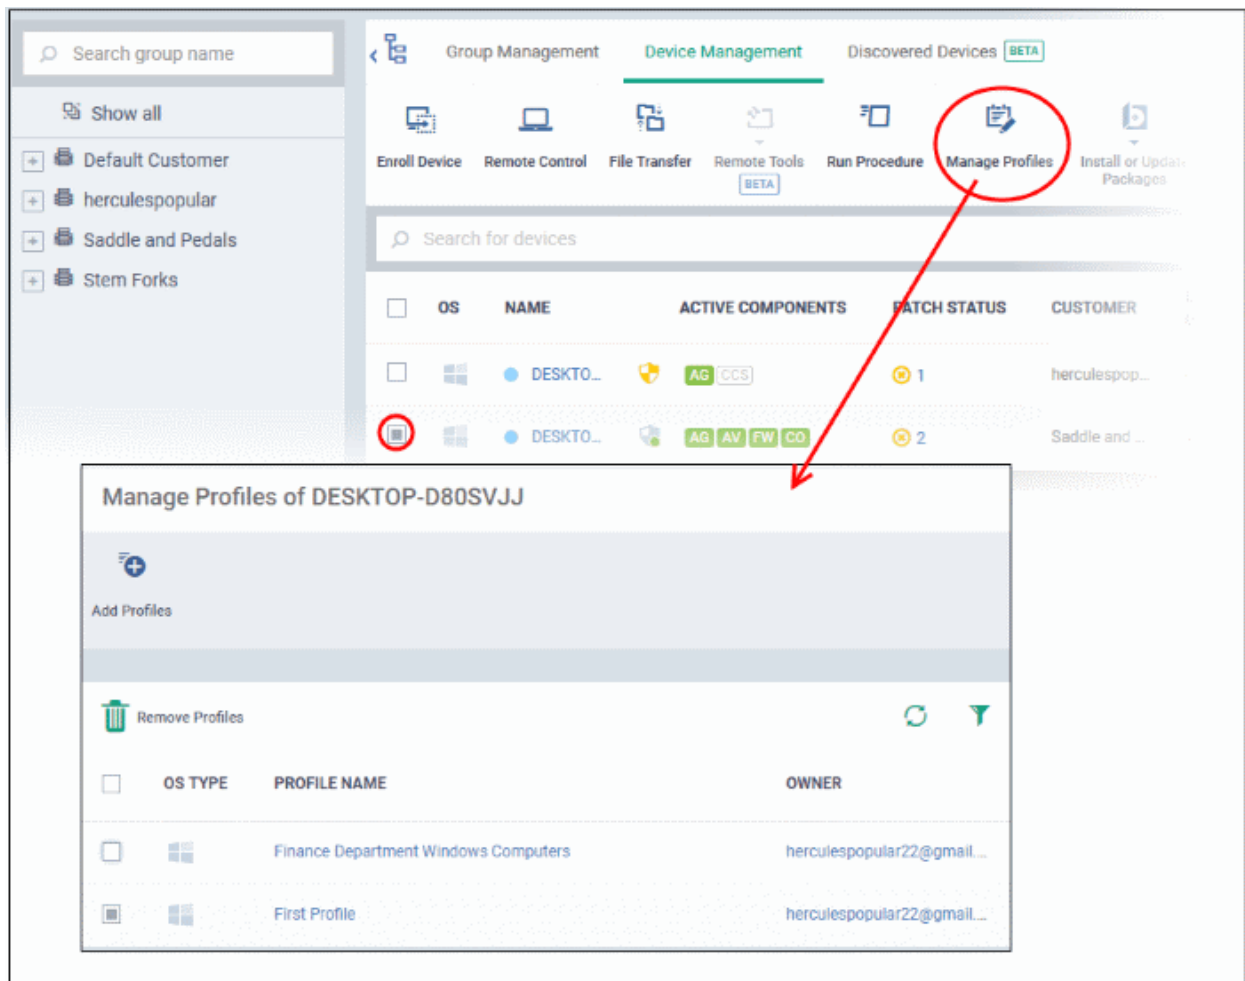 Search group name
Show all
Default Customer
herculespopular
Saddle and Pedals
Stem Forks
Group Management
Device Management
Discovered Devices BETA
Enroll Device
Remote Control
File Transfer
Remote Tools
BETA
Run Procedure
Manage Profiles
Install or Update
Packages
Search for devices
OS NAME ACTIVE COMPONENTS PATCH STATUS CUSTOMER
DESKTO... AG CCS 1 herculespop...
DESKTO... AG AV FW CO 2 Saddle and ...
Manage Profiles of DESKTOP-D80SVJJ
Add Profiles
Remove Profiles
OS TYPE PROFILE NAME OWNER
Finance Department Windows Computers herculespopular22@gmail....
First Profile herculespopular22@gmail....